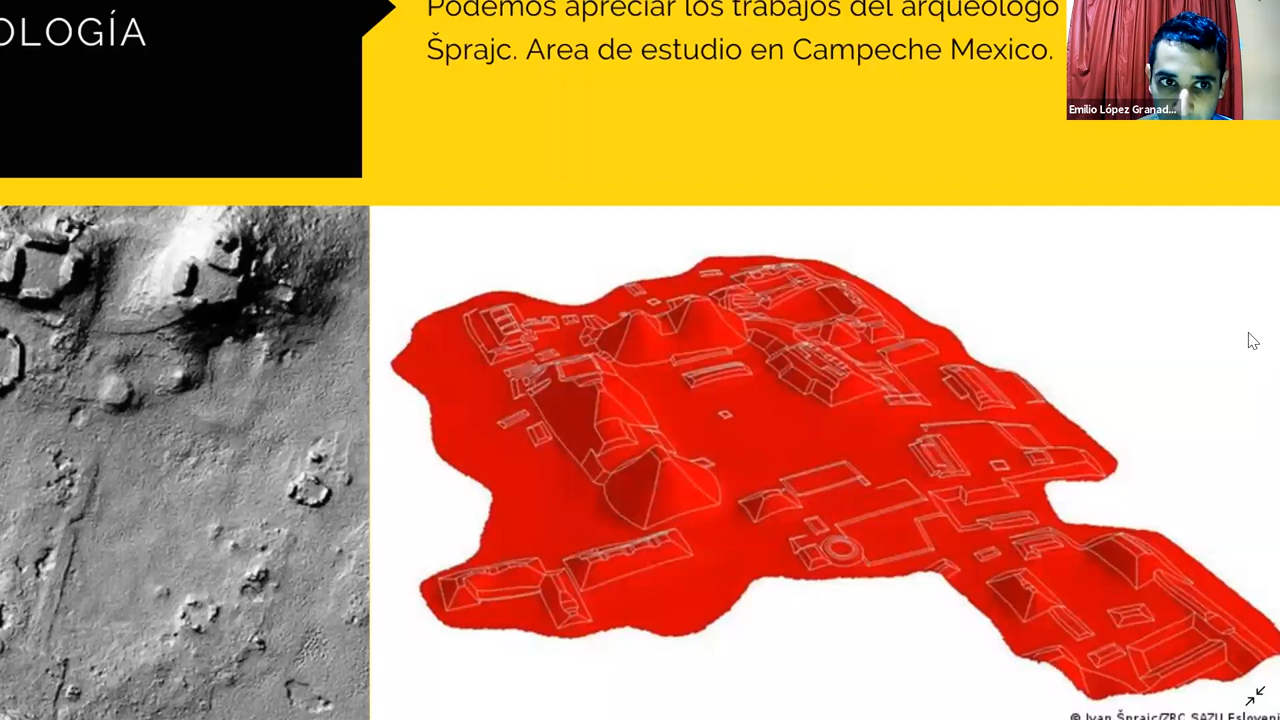 OLOGÍA
Podemos apreciar los trabajos del arqueólogo
Šprajc. Area de estudio en Campeche Mexico.
Emilio López Granad...
© Ivan Šprajc/ZRC SAZU Esloveni